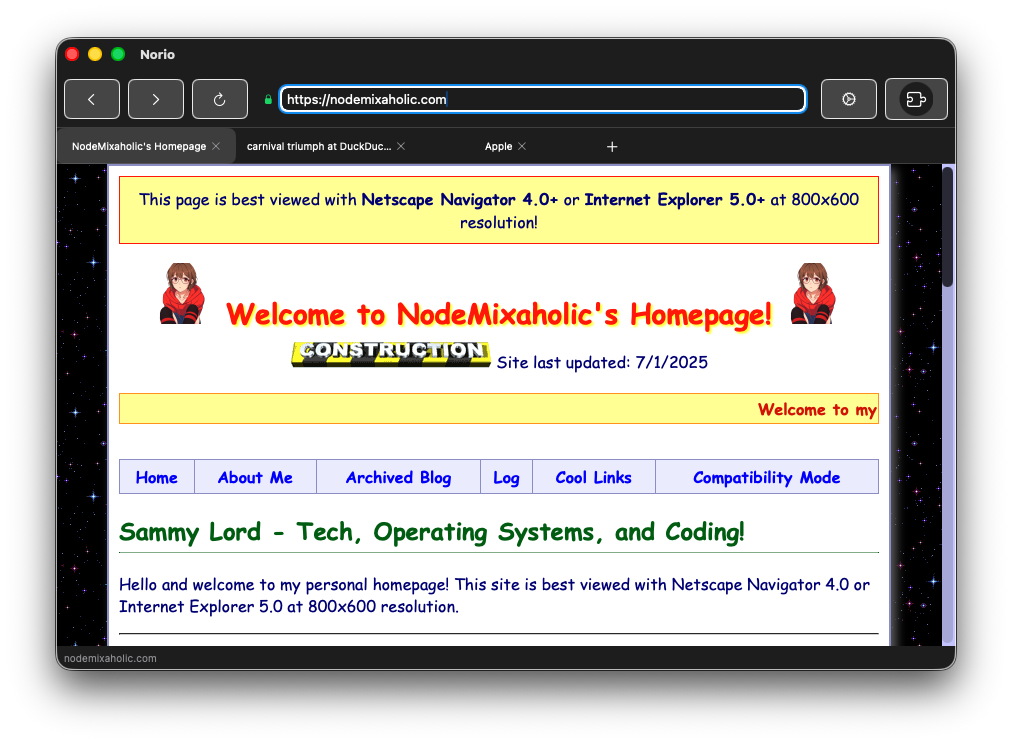 Norio
https://nodemixaholic.com
NodeMixaholic's Homepage
carnival triumph at DuckDuc...
Apple
This page is best viewed with Netscape Navigator 4.0+ or Internet Explorer 5.0+ at 800x600
resolution!
Welcome to NodeMixaholic's Homepage!
CONSTRUCTION Site last updated: 7/1/2025
Welcome to my
Home About Me Archived Blog Log Cool Links Compatibility Mode
Sammy Lord - Tech, Operating Systems, and Coding!
Hello and welcome to my personal homepage! This site is best viewed with Netscape Navigator 4.0 or
Internet Explorer 5.0 at 800x600 resolution.
nodemixaholic.com